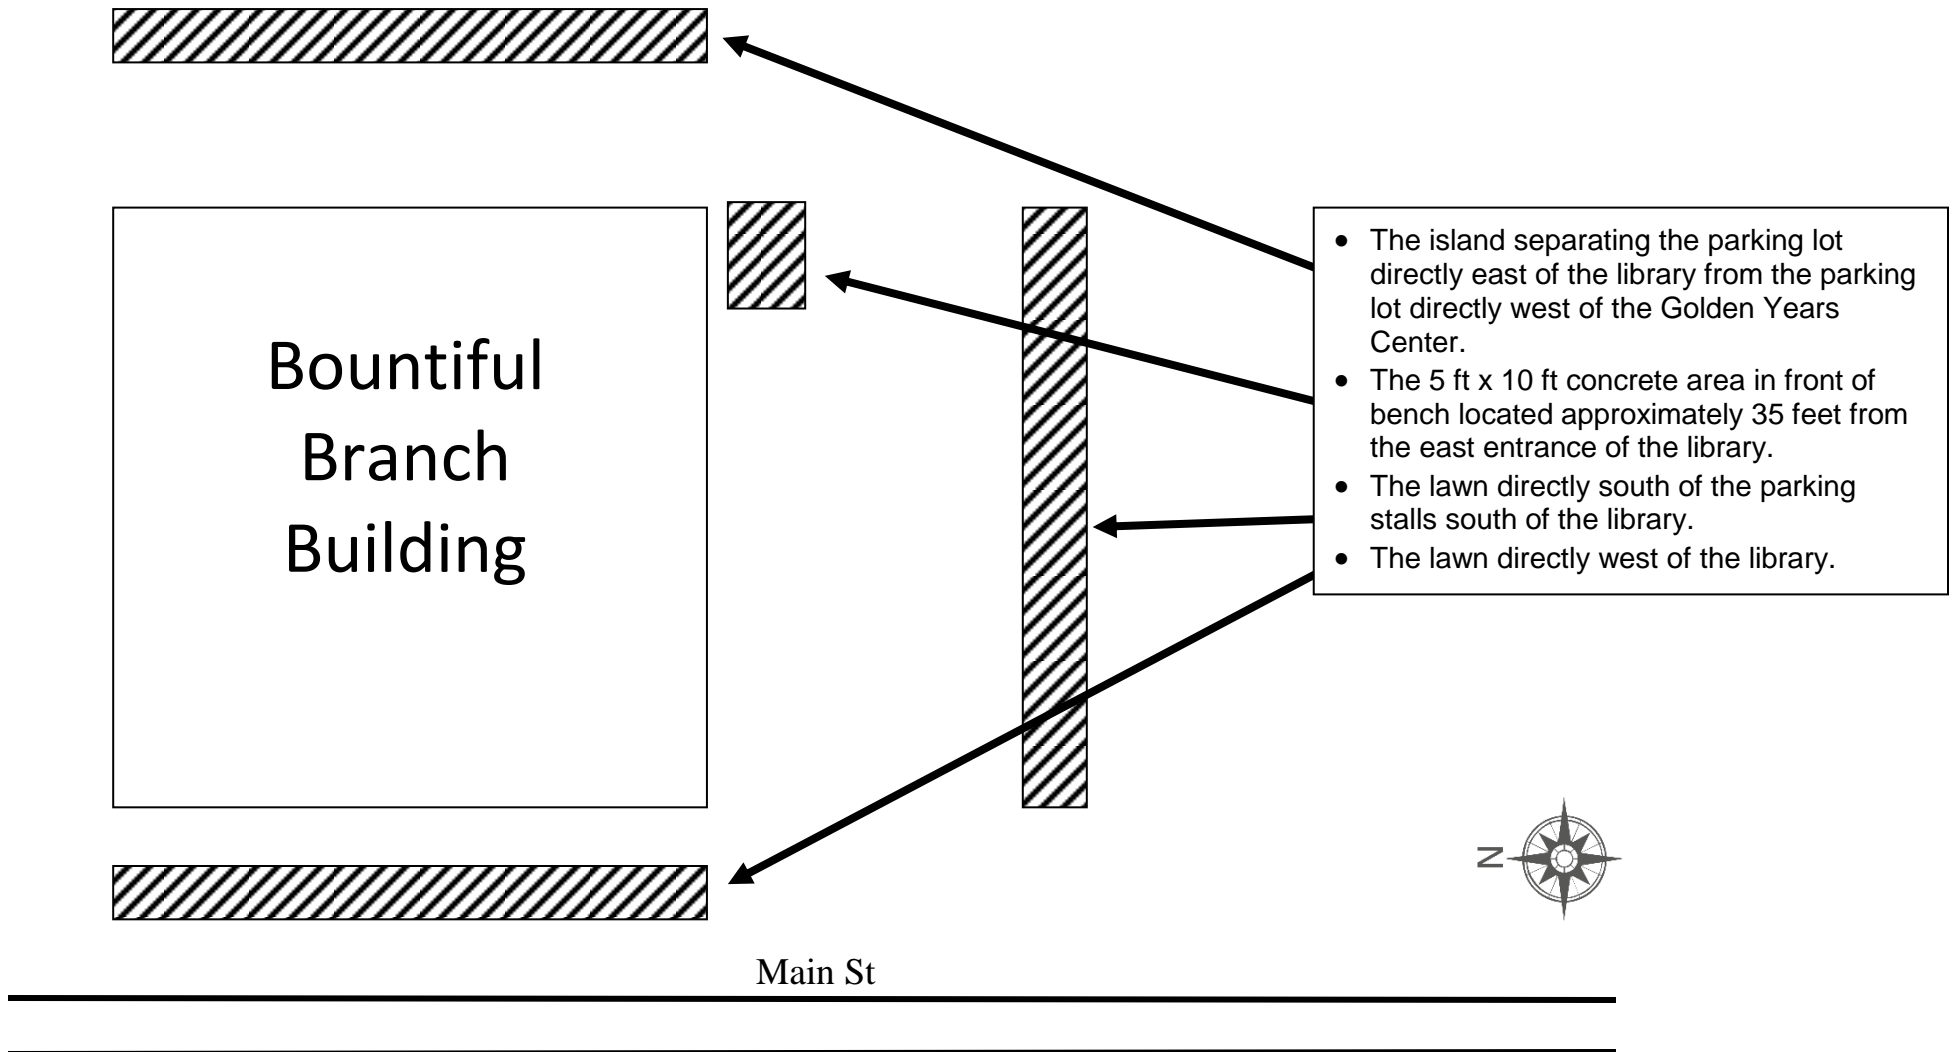 Bountiful
Branch
Building
• The island separating the parking lot
directly east of the library from the parking
lot directly west of the Golden Years
Center.
• The 5 ft x 10 ft concrete area in front of
bench located approximately 35 feet from
the east entrance of the library.
• The lawn directly south of the parking
stalls south of the library.
• The lawn directly west of the library.
N
Main St